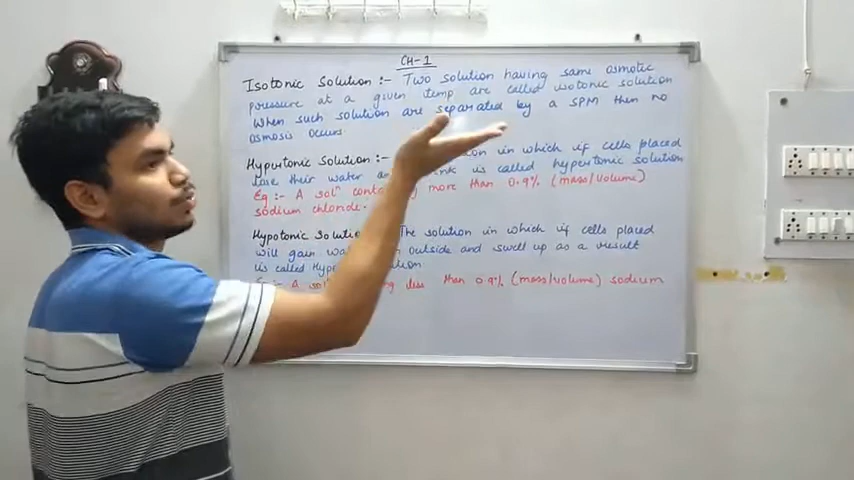 CH-1
Isotonic Solution :- Two solution having same osmotic
pressure at a given temp are called isotonic solution
When such solution are separated by a SPM then no
osmosis occurs.
Hypertonic Solution :- in which if cells placed
lose their water is called hypertonic solution
Eg :- A solⁿ more than 0.9% (mass/volume)
sodium chloride.
Hypotonic The solution in which if cells placed
will gain outside and swell up as a result
is called
less than 0.9% (mass/volume) sodium